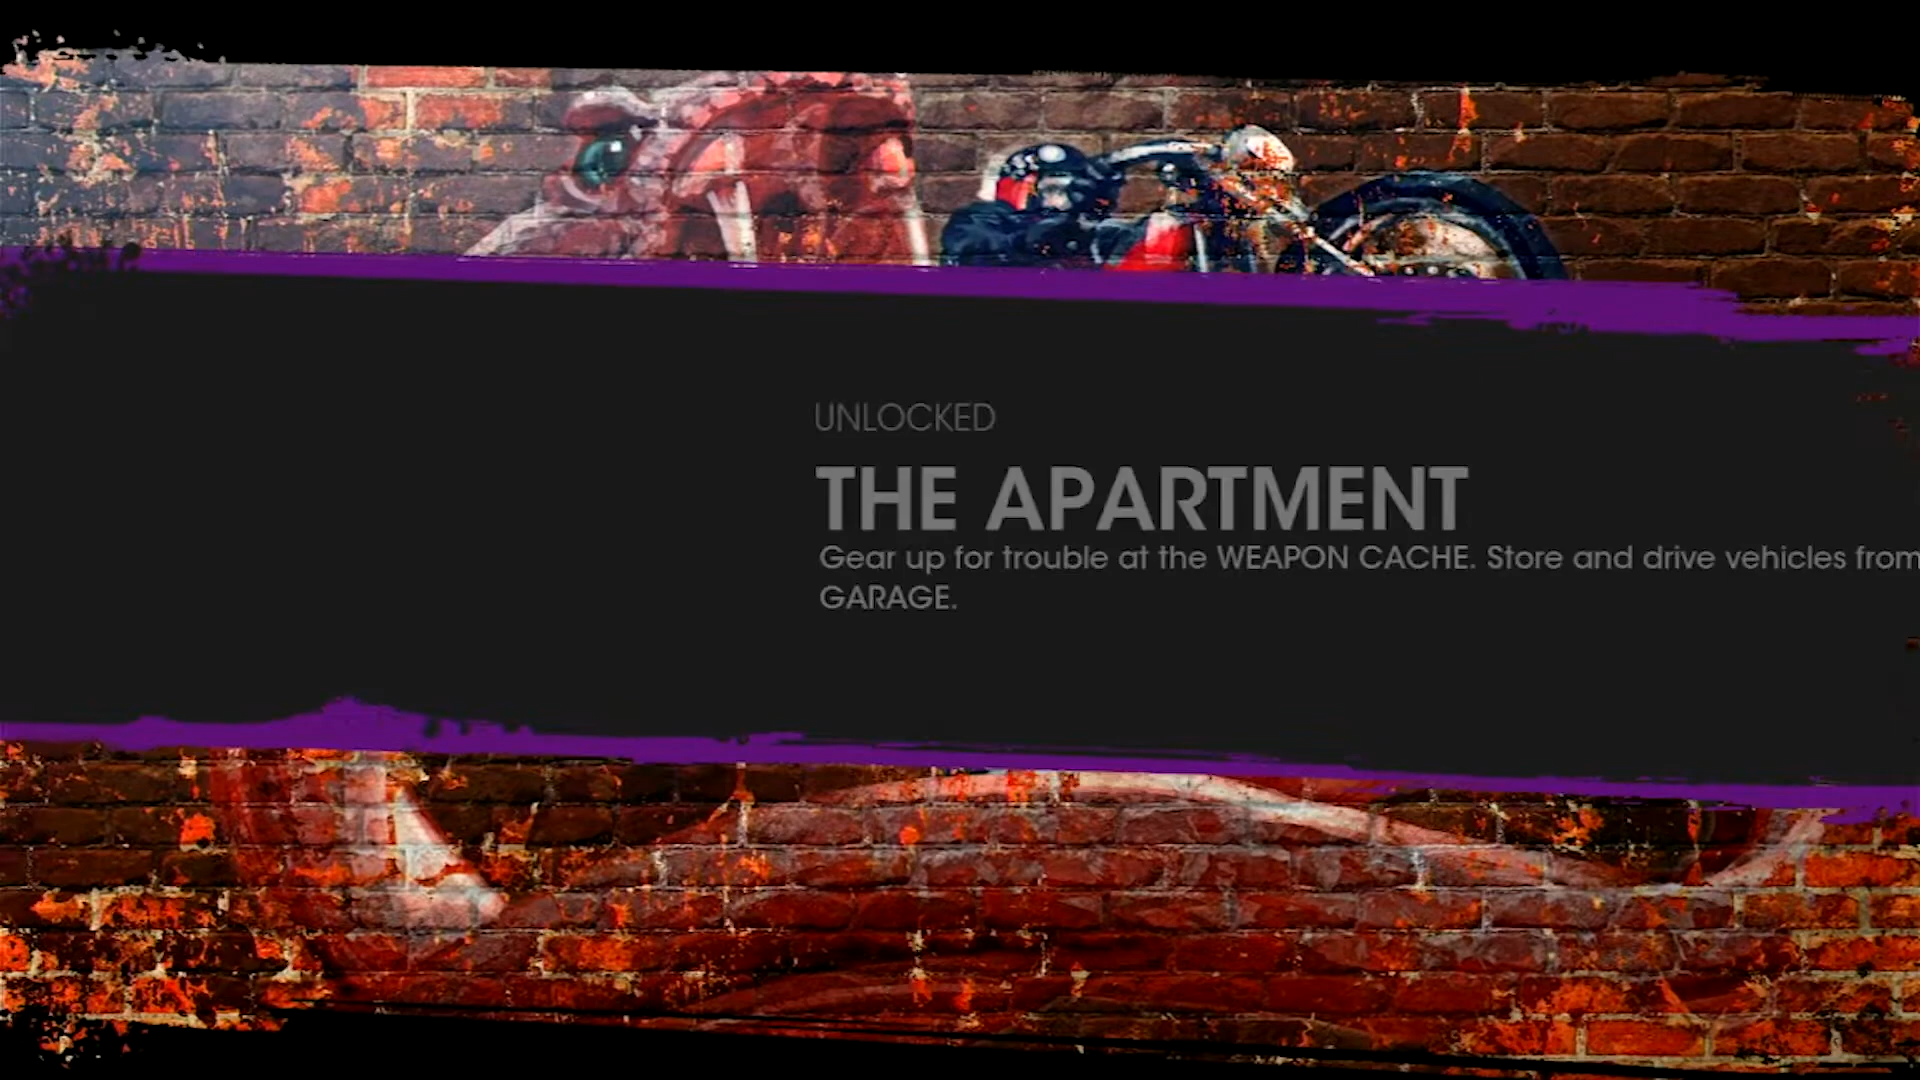 UNLOCKED
THE APARTMENT
Gear up for trouble at the WEAPON CACHE. Store and drive vehicles from
GARAGE.